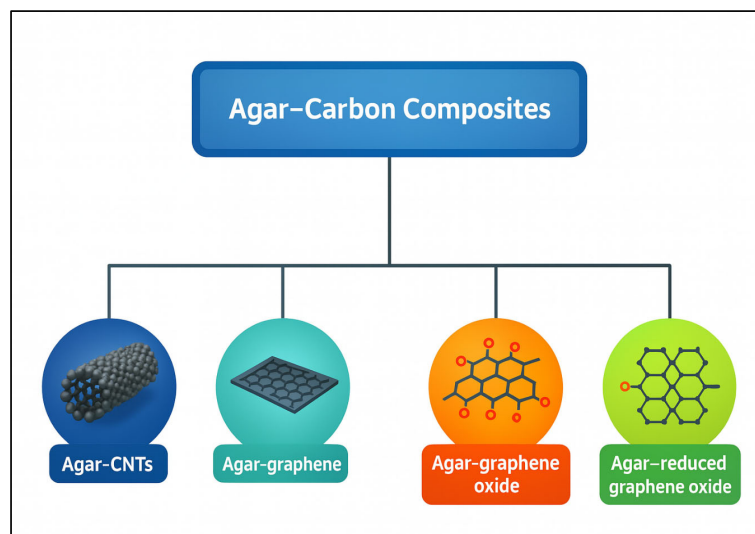 Agar–Carbon Composites
Agar-CNTs
Agar-graphene
Agar-graphene
oxide
Agar–reduced
graphene oxide